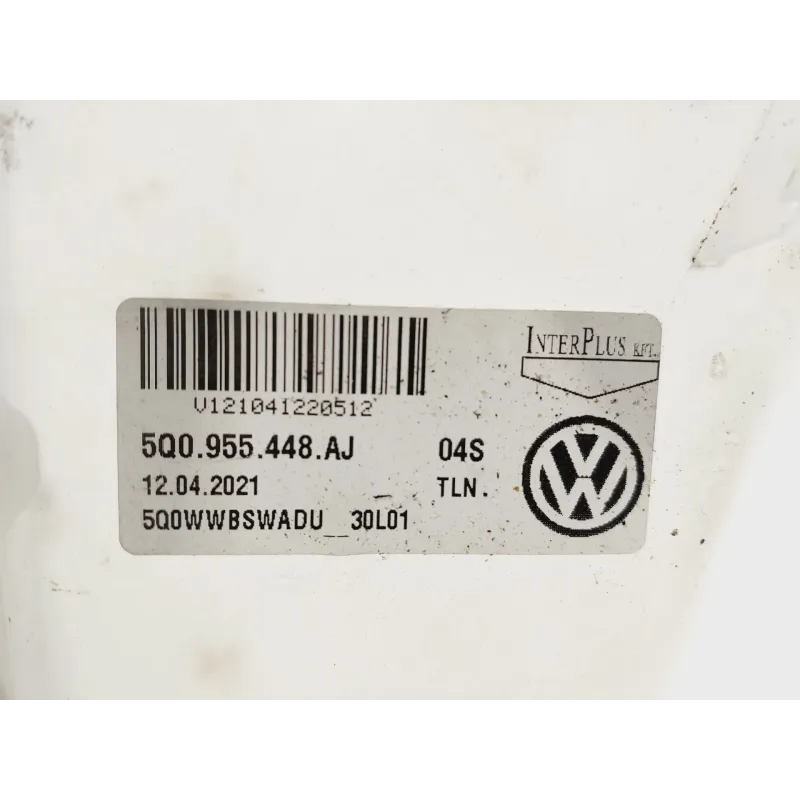 INTERPLUS KFT.
V121041220512
5Q0.955.448.AJ 04S
12.04.2021 TLN.
5Q0WWBSWADU__30L01